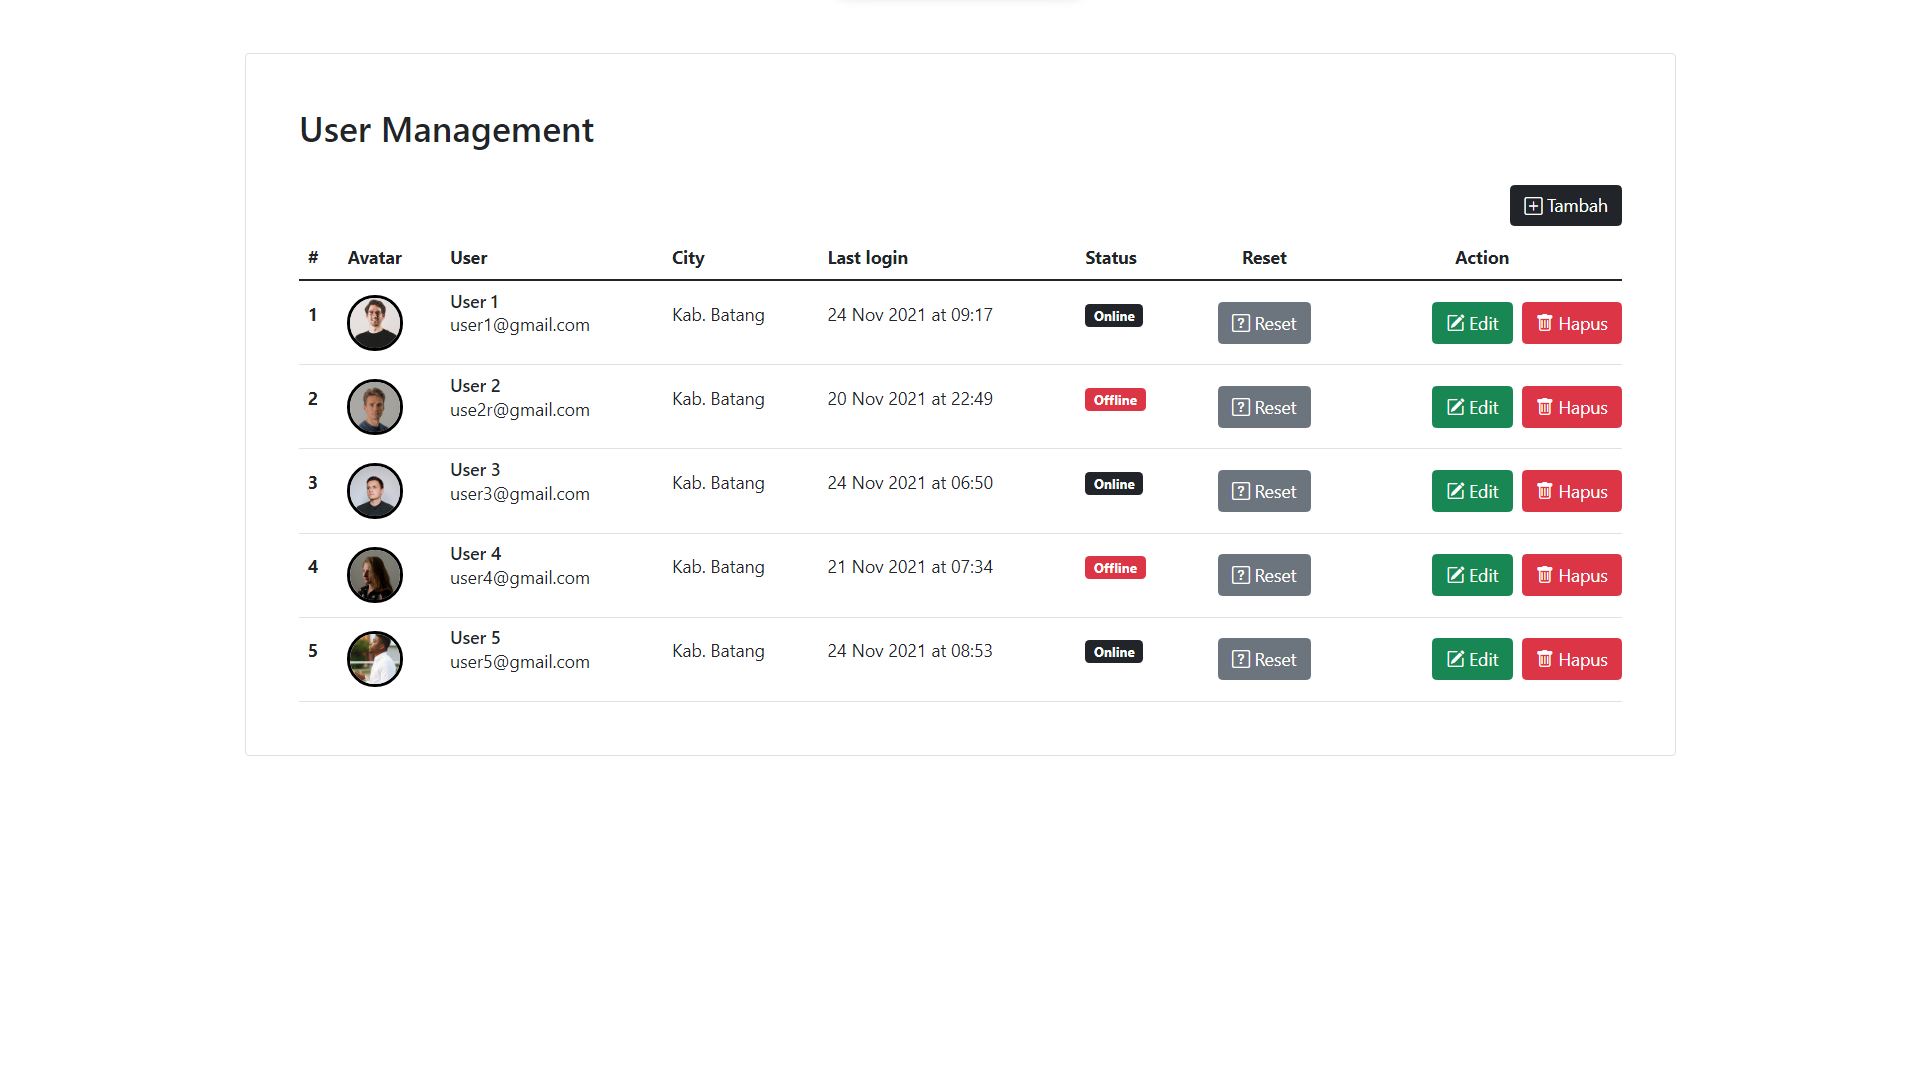 User Management
Tambah
# Avatar User City Last login Status Reset Action
1 User 1 Kab. Batang 24 Nov 2021 at 09:17 Online Reset Edit Hapus
user1@gmail.com
2 User 2 Kab. Batang 20 Nov 2021 at 22:49 Offline Reset Edit Hapus
use2r@gmail.com
3 User 3 Kab. Batang 24 Nov 2021 at 06:50 Online Reset Edit Hapus
user3@gmail.com
4 User 4 Kab. Batang 21 Nov 2021 at 07:34 Offline Reset Edit Hapus
user4@gmail.com
5 User 5 Kab. Batang 24 Nov 2021 at 08:53 Online Reset Edit Hapus
user5@gmail.com